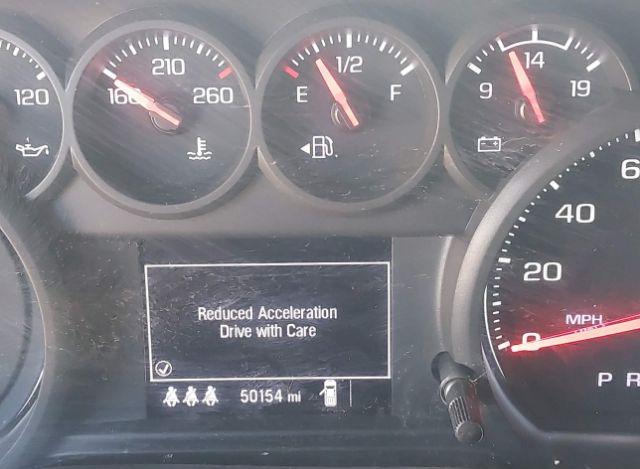 120
160 210 260
E 1/2 F
9 14 19
Reduced Acceleration
Drive with Care
50154 mi
0 20 40
MPH
P R